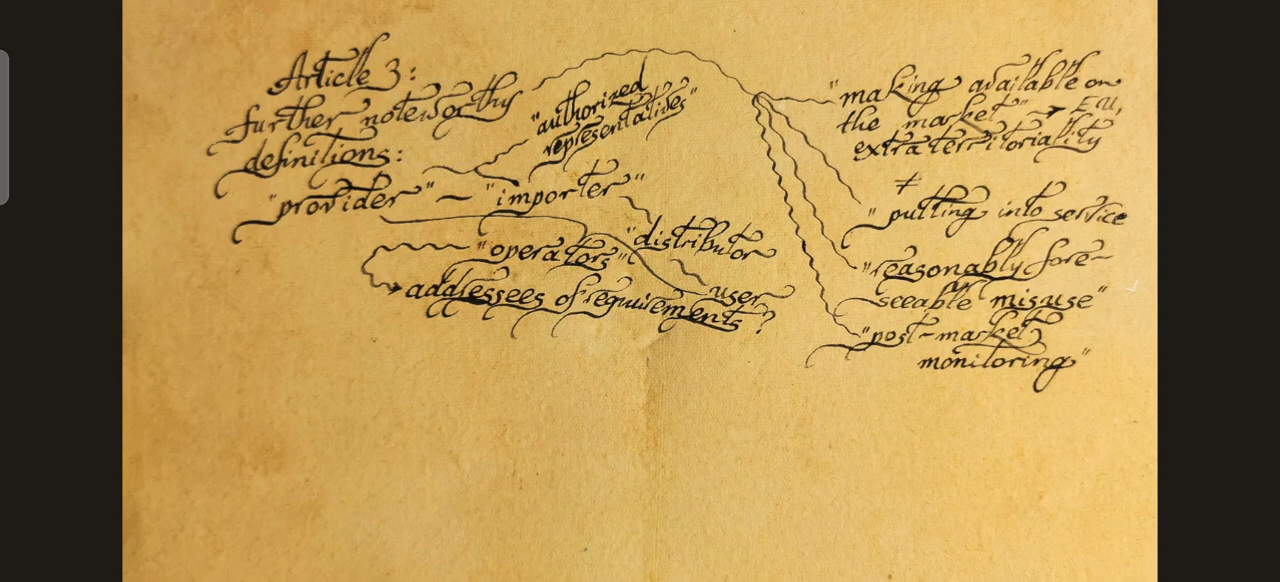 Article 3:
further noteworthy
definitions:
"provider" – "importer"
"authorized
representatives"
"distributor
user
"operators"
addressees of requirements?
"making available on
the market" → EU,
extraterritoriality
≠
"putting into service
"reasonably fore-
seeable misuse"
"post-market
monitoring"